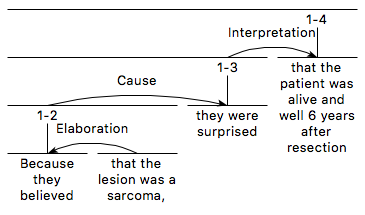 1-4
Interpretation
1-3
that the
patient was
alive and
well 6 years
after
resection
Cause
1-2
they were
surprised
Elaboration
Because
they
believed
that the
lesion was a
sarcoma,